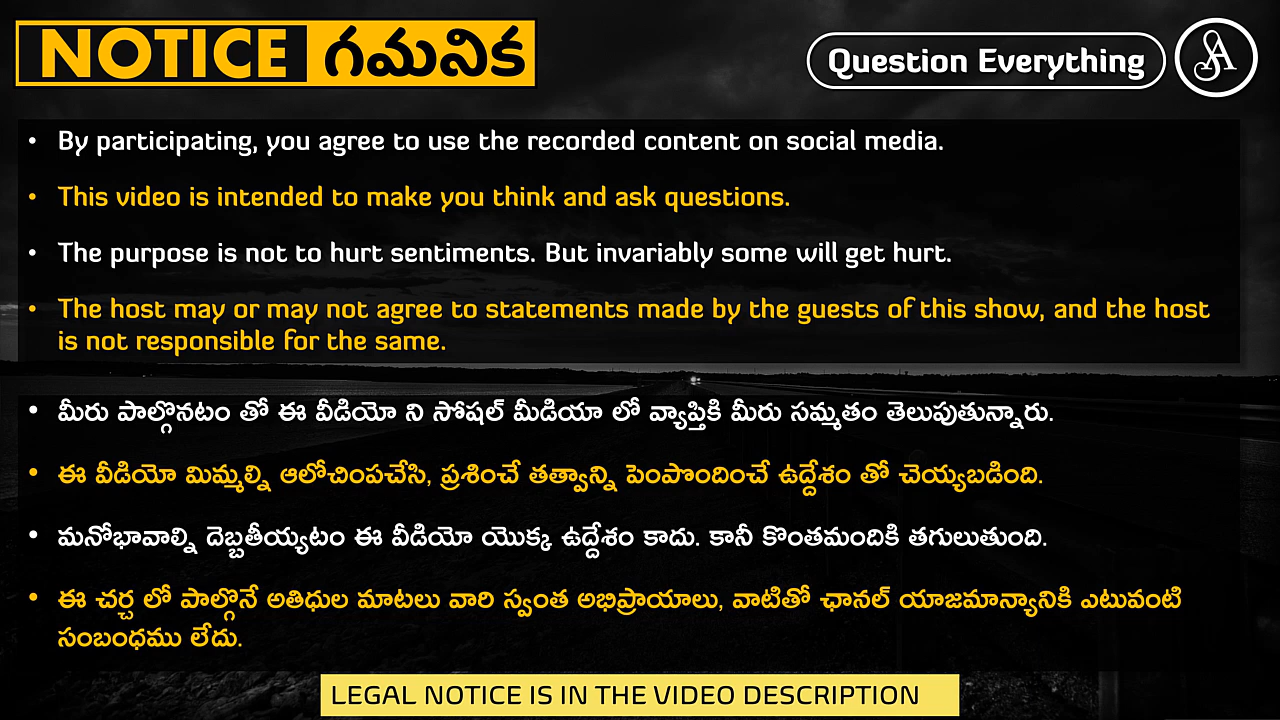 NOTICE గమనిక
Question Everything
SA
• By participating, you agree to use the recorded content on social media.
• This video is intended to make you think and ask questions.
• The purpose is not to hurt sentiments. But invariably some will get hurt.
• The host may or may not agree to statements made by the guests of this show, and the host
is not responsible for the same.
• మీరు పాల్గొనటం తో ఈ వీడియో ని సోషల్ మీడియా లో వ్యాప్తికి మీరు సమ్మతం తెలుపుతున్నారు.
• ఈ వీడియో మిమ్మల్ని ఆలోచింపచేసి, ప్రశించే తత్వాన్ని పెంపొందించే ఉద్దేశం తో చెయ్యబడింది.
• మనోభావాల్ని దెబ్బతీయ్యటం ఈ వీడియో యొక్క ఉద్దేశం కాదు. కానీ కొంతమందికి తగులుతుంది.
• ఈ చర్చ లో పాల్గొనే అతిధుల మాటలు వారి స్వంత అభిప్రాయాలు, వాటితో ఛానల్ యాజమాన్యానికి ఎటువంటి
సంబంధము లేదు.
LEGAL NOTICE IS IN THE VIDEO DESCRIPTION